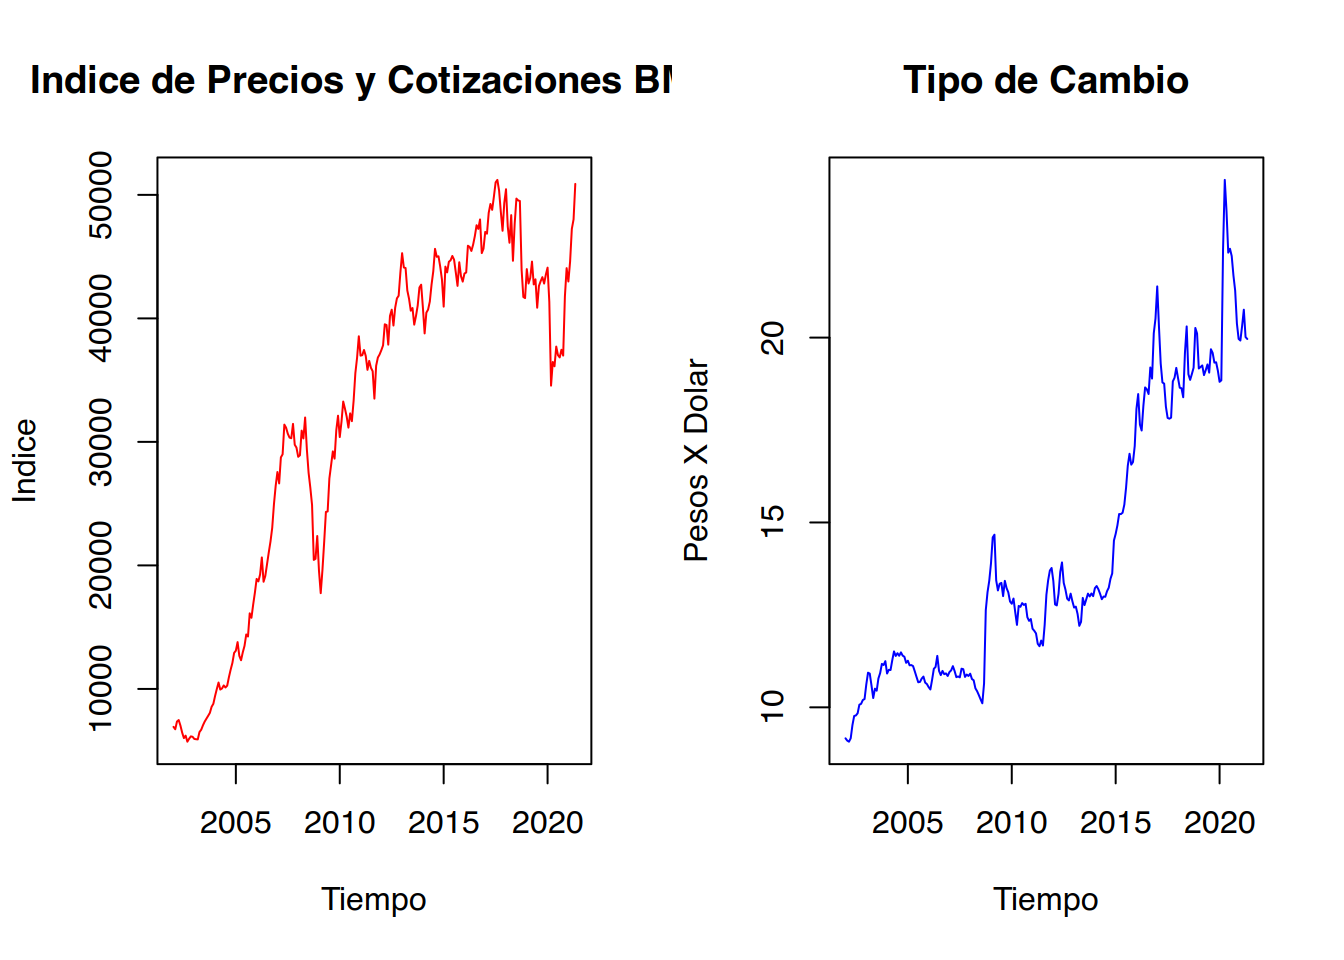 Indice de Precios y Cotizaciones
Indice
50000
40000
30000
20000
10000
2005 2010 2015 2020
Tiempo
Tipo de Cambio
Pesos X Dolar
20
15
10
2005 2010 2015 2020
Tiempo